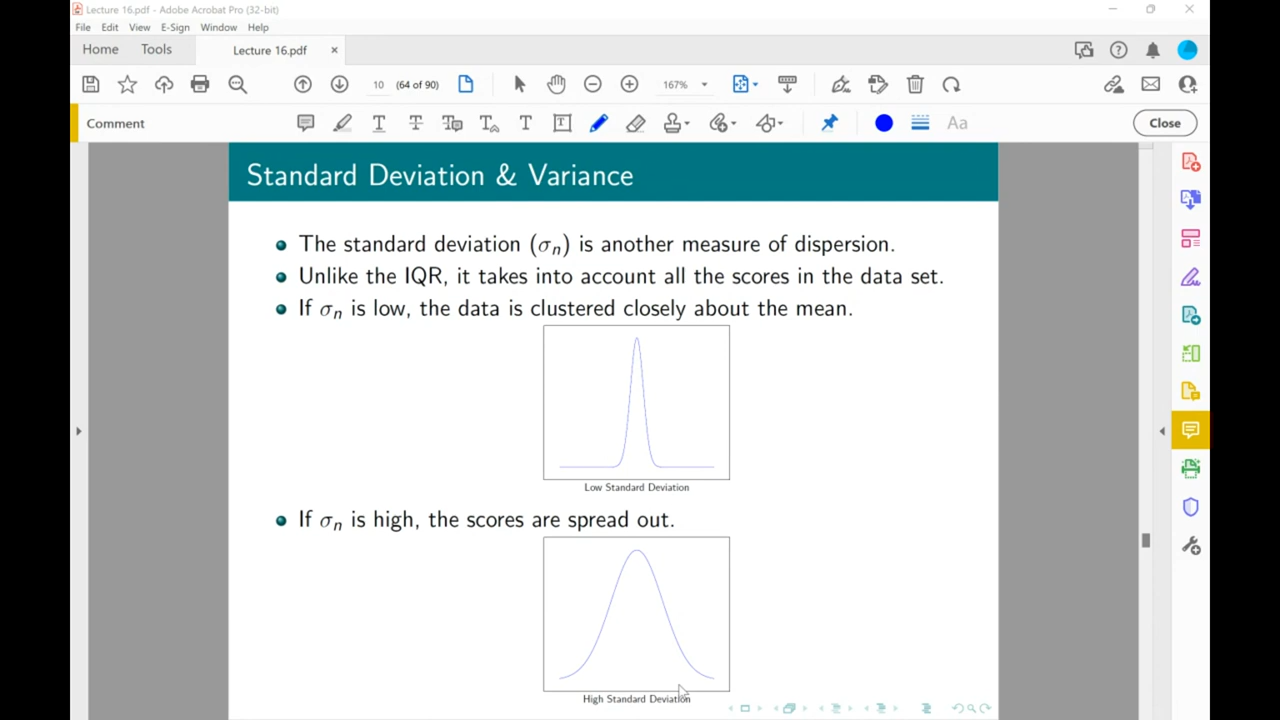 Lecture 16.pdf - Adobe Acrobat Pro (32-bit)
File Edit View E-Sign Window Help
Home Tools Lecture 16.pdf ×
10 (64 of 90) 167%
Comment T T T T T Aa Close
Standard Deviation & Variance
The standard deviation (σₙ) is another measure of dispersion.
Unlike the IQR, it takes into account all the scores in the data set.
If σₙ is low, the data is clustered closely about the mean.
Low Standard Deviation
If σₙ is high, the scores are spread out.
High Standard Deviation